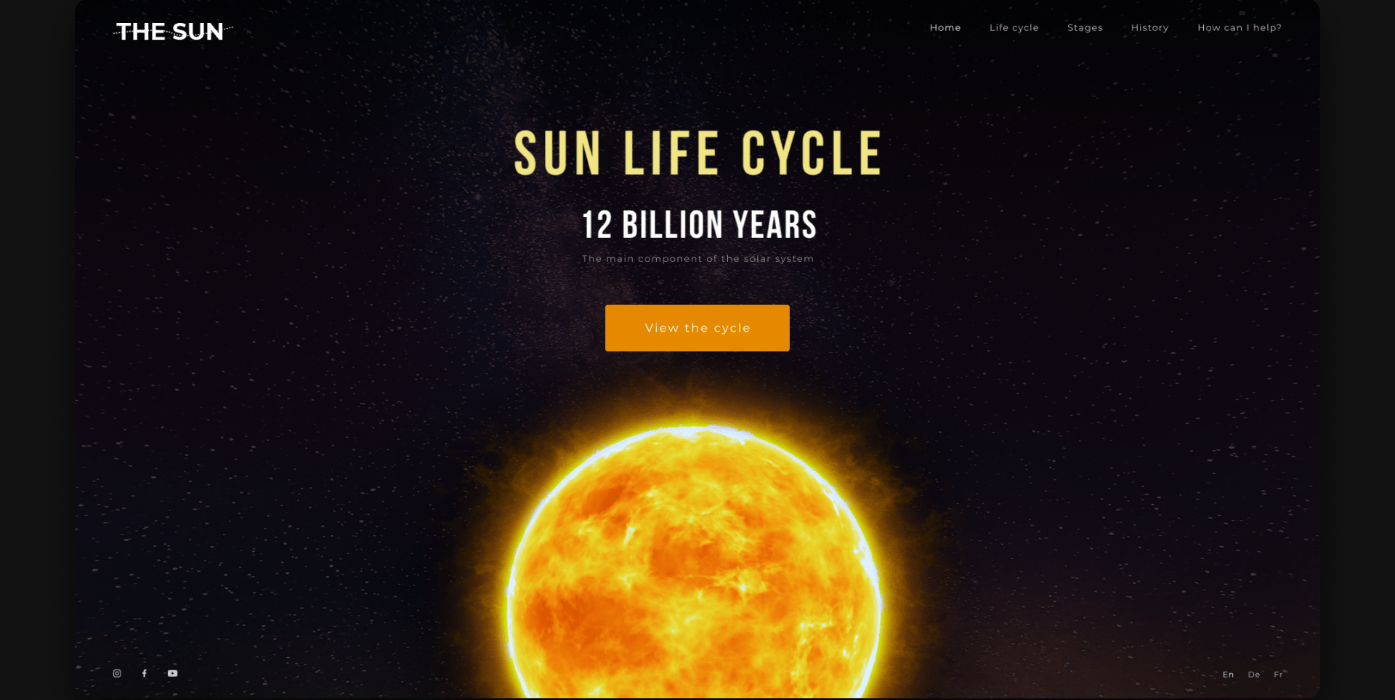 THE SUN
Home Life cycle Stages History How can I help?
SUN LIFE CYCLE
12 BILLION YEARS
The main component of the solar system
View the cycle
En De Fr